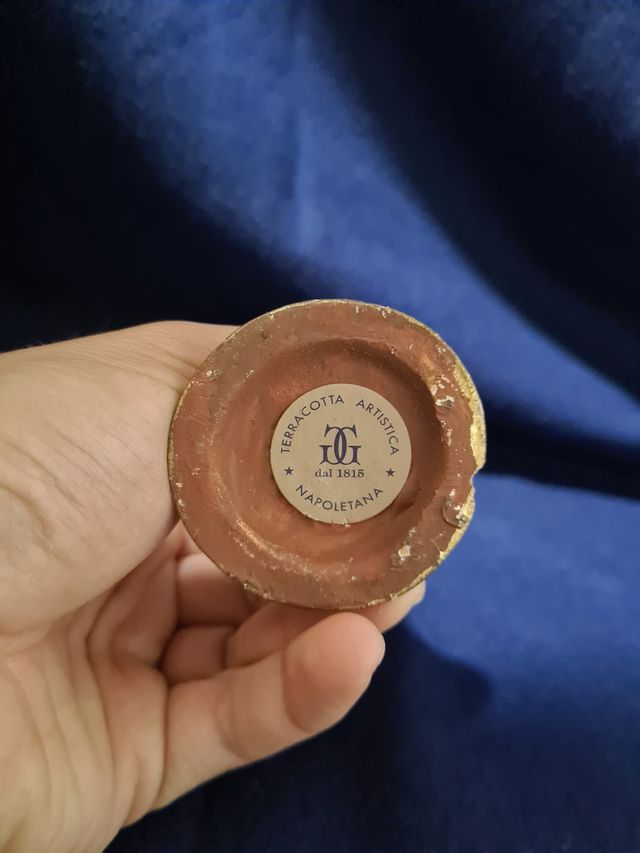 TERRACOTTA ARTISTICA
GG
dal 1815
★ NAPOLETANA ★